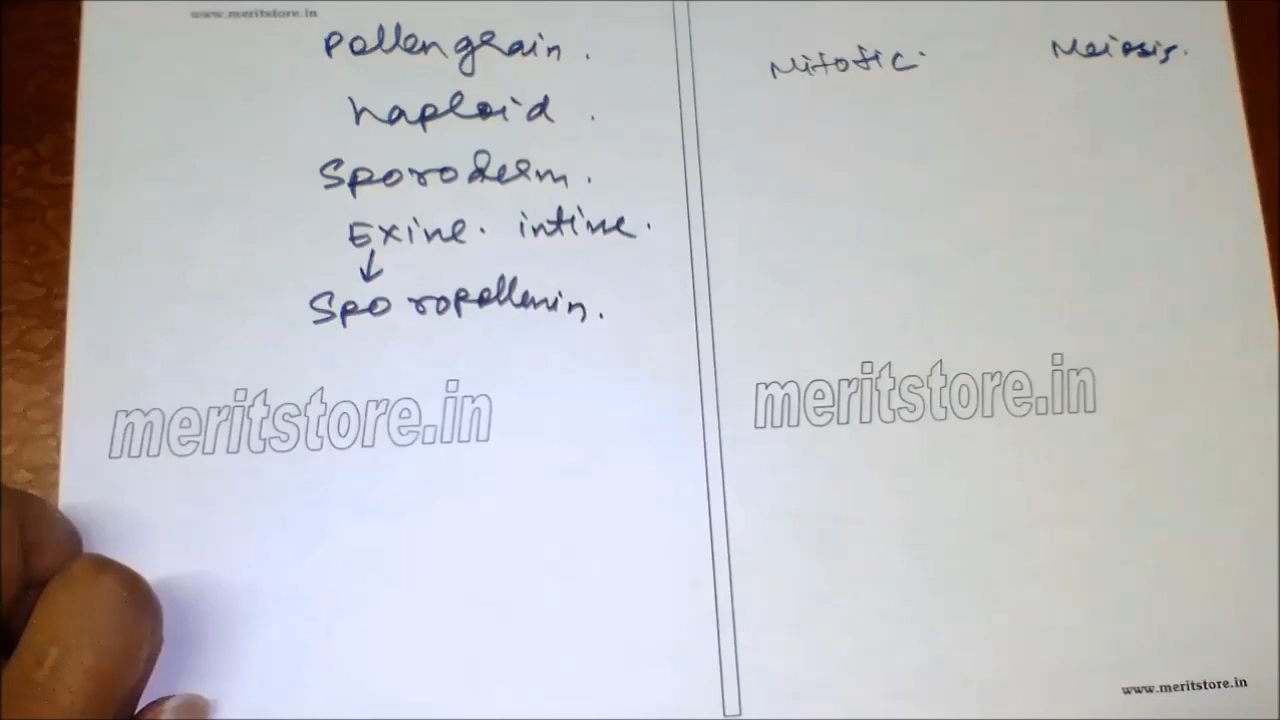 www.meritstore.in
Pollengrain.
haploid.
Sporoderm.
Exine. intine.
↓
Sporopollenin.
meritstore.in
Mitotic. Meiosis.
meritstore.in
www.meritstore.in